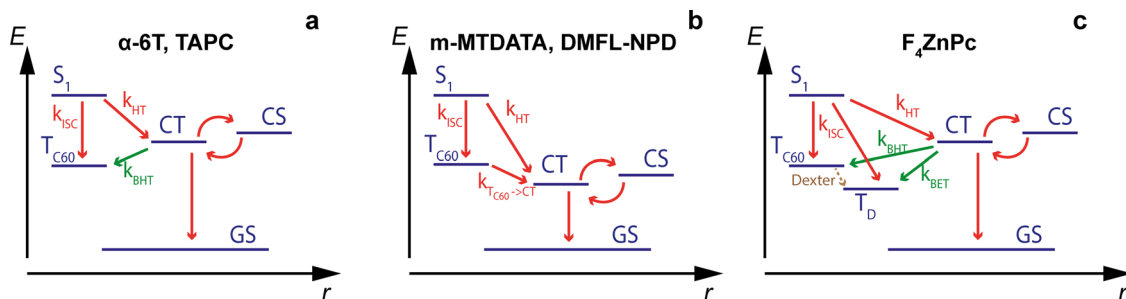 a
α-6T, TAPC
E
S1
kISC
kHT
CT
CS
TC60
kBHT
GS
r
b
m-MTDATA, DMFL-NPD
E
S1
kISC
kHT
TC60
CS
CT
kTC60->CT
GS
r
c
F4ZnPc
E
S1
kISC
kHT
CT
CS
TC60
kBHT
Dexter
kBET
TD
GS
r